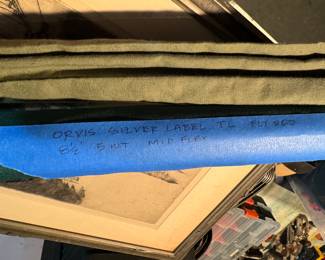 ORVIS SILVER LABEL TL FLY ROD
8½' 5 WT MID FLEX